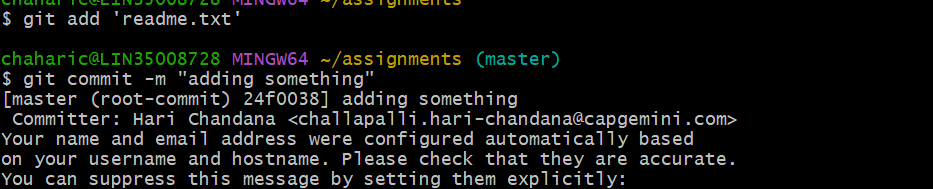 chaharic@LIN35008728 MINGW64 ~/assignments
$ git add 'readme.txt'
chaharic@LIN35008728 MINGW64 ~/assignments (master)
$ git commit -m "adding something"
[master (root-commit) 24f0038] adding something
Committer: Hari Chandana <challapalli.hari-chandana@capgemini.com>
Your name and email address were configured automatically based
on your username and hostname. Please check that they are accurate.
You can suppress this message by setting them explicitly: